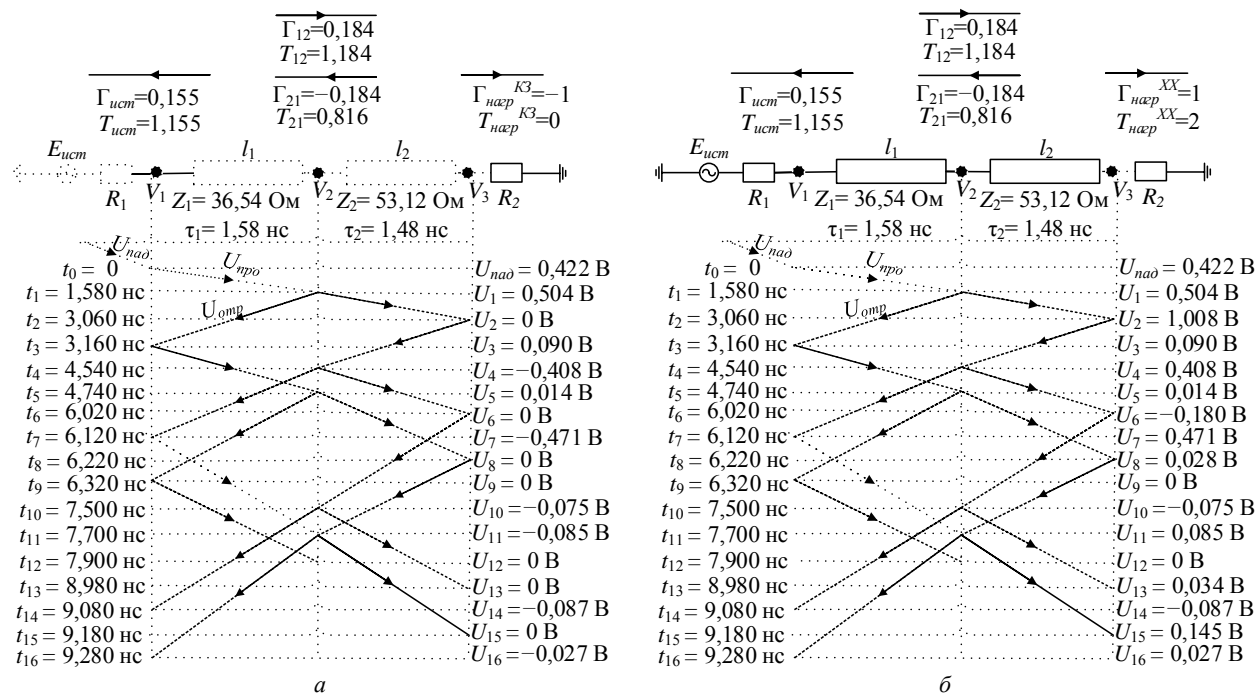 Γ12=0,184
T12=1,184
Γист=0,155
Tист=1,155
Γ21=−0,184
T21=0,816
Γнагр^КЗ=−1
Tнагр^КЗ=0
Eист
l1
l2
R1
V1
Z1= 36,54 Ом
τ1= 1,58 нс
V2
Z2= 53,12 Ом
τ2= 1,48 нс
V3
R2
Uпад
Uпро
Uотр
t0 = 0
Uпад = 0,422 В
t1 = 1,580 нс
U1 = 0,504 В
t2 = 3,060 нс
U2 = 0 В
t3 = 3,160 нс
U3 = 0,090 В
t4 = 4,540 нс
U4 = −0,408 В
t5 = 4,740 нс
U5 = 0,014 В
t6 = 6,020 нс
U6 = 0 В
t7 = 6,120 нс
U7 = −0,471 В
t8 = 6,220 нс
U8 = 0 В
t9 = 6,320 нс
U9 = 0 В
t10 = 7,500 нс
U10 = −0,075 В
t11 = 7,700 нс
U11 = −0,085 В
t12 = 7,900 нс
U12 = 0 В
t13 = 8,980 нс
U13 = 0 В
t14 = 9,080 нс
U14 = −0,087 В
t15 = 9,180 нс
U15 = 0 В
t16 = 9,280 нс
U16 = −0,027 В
а
Γ12=0,184
T12=1,184
Γист=0,155
Tист=1,155
Γ21=−0,184
T21=0,816
Γнагр^ХХ=1
Tнагр^ХХ=2
Eист
l1
l2
R1
V1
Z1= 36,54 Ом
τ1= 1,58 нс
V2
Z2= 53,12 Ом
τ2= 1,48 нс
V3
R2
Uпад
Uпро
Uотр
t0 = 0
Uпад = 0,422 В
t1 = 1,580 нс
U1 = 0,504 В
t2 = 3,060 нс
U2 = 1,008 В
t3 = 3,160 нс
U3 = 0,090 В
t4 = 4,540 нс
U4 = 0,408 В
t5 = 4,740 нс
U5 = 0,014 В
t6 = 6,020 нс
U6 = −0,180 В
t7 = 6,120 нс
U7 = 0,471 В
t8 = 6,220 нс
U8 = 0,028 В
t9 = 6,320 нс
U9 = 0 В
t10 = 7,500 нс
U10 = −0,075 В
t11 = 7,700 нс
U11 = 0,085 В
t12 = 7,900 нс
U12 = 0 В
t13 = 8,980 нс
U13 = 0,034 В
t14 = 9,080 нс
U14 = −0,087 В
t15 = 9,180 нс
U15 = 0,145 В
t16 = 9,280 нс
U16 = 0,027 В
б